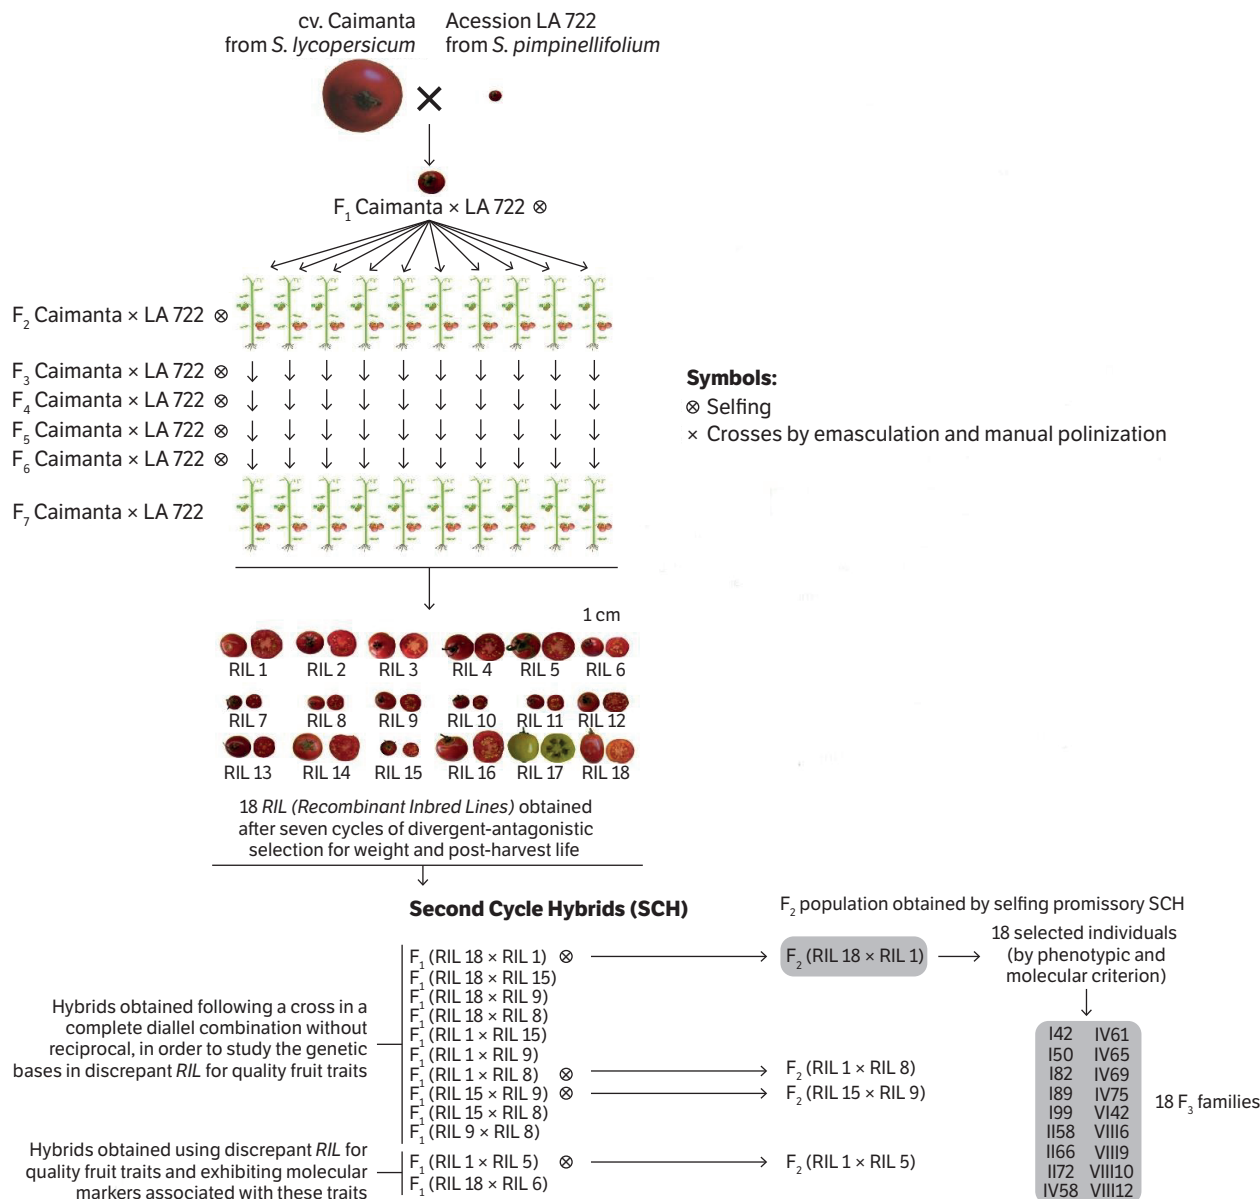 cv. Caimanta
from S. lycopersicum
Acession LA 722
from S. pimpinellifolium
F1 Caimanta × LA 722 ⊗
F2 Caimanta × LA 722 ⊗
F3 Caimanta × LA 722 ⊗
F4 Caimanta × LA 722 ⊗
F5 Caimanta × LA 722 ⊗
F6 Caimanta × LA 722 ⊗
F7 Caimanta × LA 722
Symbols:
⊗ Selfing
× Crosses by emasculation and manual polinization
1 cm
RIL 1 RIL 2 RIL 3 RIL 4 RIL 5 RIL 6
RIL 7 RIL 8 RIL 9 RIL 10 RIL 11 RIL 12
RIL 13 RIL 14 RIL 15 RIL 16 RIL 17 RIL 18
18 RIL (Recombinant Inbred Lines) obtained
after seven cycles of divergent-antagonistic
selection for weight and post-harvest life
Second Cycle Hybrids (SCH)
F2 population obtained by selfing promissory SCH
Hybrids obtained following a cross in a
complete diallel combination without
reciprocal, in order to study the genetic
bases in discrepant RIL for quality fruit traits
F1 (RIL 18 × RIL 1) ⊗
F1 (RIL 18 × RIL 15)
F1 (RIL 18 × RIL 9)
F1 (RIL 18 × RIL 8)
F1 (RIL 1 × RIL 15)
F1 (RIL 1 × RIL 9)
F1 (RIL 1 × RIL 8) ⊗
F1 (RIL 15 × RIL 9) ⊗
F1 (RIL 15 × RIL 8)
F1 (RIL 9 × RIL 8)
Hybrids obtained using discrepant RIL for
quality fruit traits and exhibiting molecular
markers associated with these traits
F1 (RIL 1 × RIL 5) ⊗
F1 (RIL 18 × RIL 6)
F2 (RIL 18 × RIL 1)
F2 (RIL 1 × RIL 8)
F2 (RIL 15 × RIL 9)
F2 (RIL 1 × RIL 5)
18 selected individuals
(by phenotypic and
molecular criterion)
I42 IV61
I50 IV65
I82 IV69
I89 IV75
I99 VI42
II58 VIII6
II66 VIII9
II72 VIII10
IV58 VIII12
18 F3 families